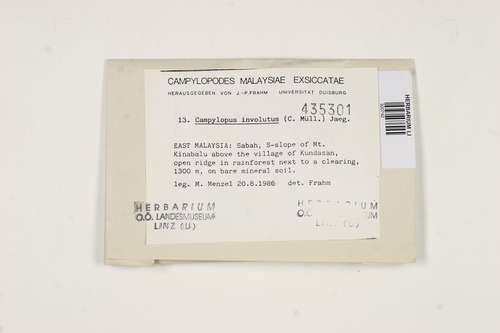 CAMPYLOPODES MALAYSIAE EXSICCATAE
HERAUSGEGEBEN VON J.-P.FRAHM UNIVERSITÄT DUISBURG
435301
13. Campylopus involutus (C. Müll.) Jaeg.
EAST MALAYSIA: Sabah, S-slope of Mt.
Kinabalu above the village of Kundasan,
open ridge in rainforest next to a clearing,
1300 m, on bare mineral soil.
leg. M. Menzel 20.8.1986 det. Frahm
HERBARIUM
O.Ö. LANDESMUSEUM
LINZ (LI)
HERBARIUM
O.Ö. LANDESMUSEUM
LINZ (LI)
HERBARIUM LI